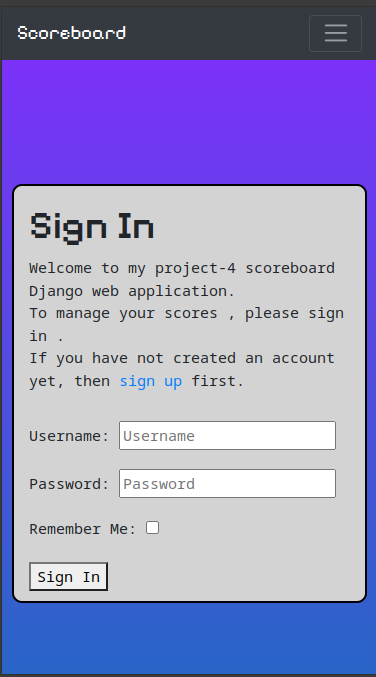 Scoreboard
Sign In
Welcome to my project-4 scoreboard
Django web application.
To manage your scores , please sign
in .
If you have not created an account
yet, then sign up first.
Username: Username
Password: Password
Remember Me:
Sign In